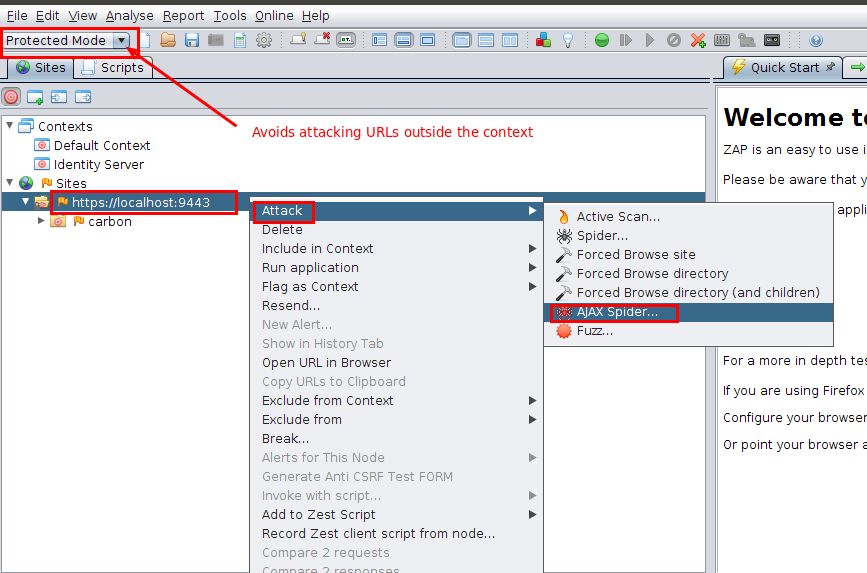 File Edit View Analyse Report Tools Online Help
Protected Mode
Sites Scripts
Quick Start
Avoids attacking URLs outside the context
Contexts
Default Context
Identity Server
Sites
https://localhost:9443
carbon
Attack
Delete
Include in Context
Run application
Flag as Context
Resend...
New Alert...
Show in History Tab
Open URL in Browser
Copy URLs to Clipboard
Exclude from Context
Exclude from
Break...
Alerts for This Node
Generate Anti CSRF Test FORM
Invoke with script...
Add to Zest Script
Record Zest client script from node...
Compare 2 requests
Compare 2 responses
Active Scan...
Spider...
Forced Browse site
Forced Browse directory
Forced Browse directory (and children)
AJAX Spider...
Fuzz...
Welcome to
ZAP is an easy to use i
Please be aware that y
appli
For a more in depth tes
If you are using Firefox
Configure your browser
Or point your browser a